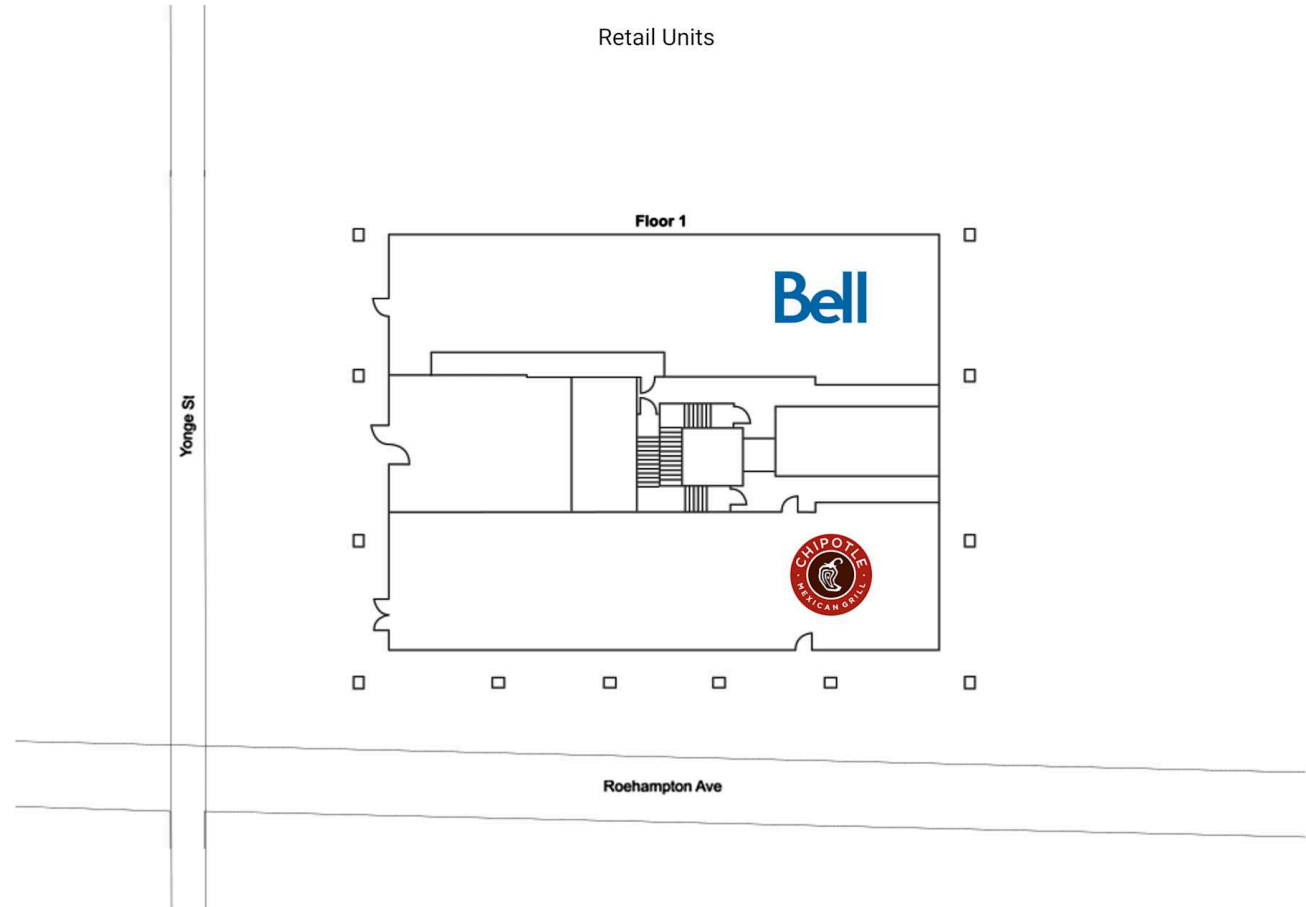 Retail Units
Floor 1
Bell
Yonge St
CHIPOTLE
MEXICAN GRILL
Roehampton Ave